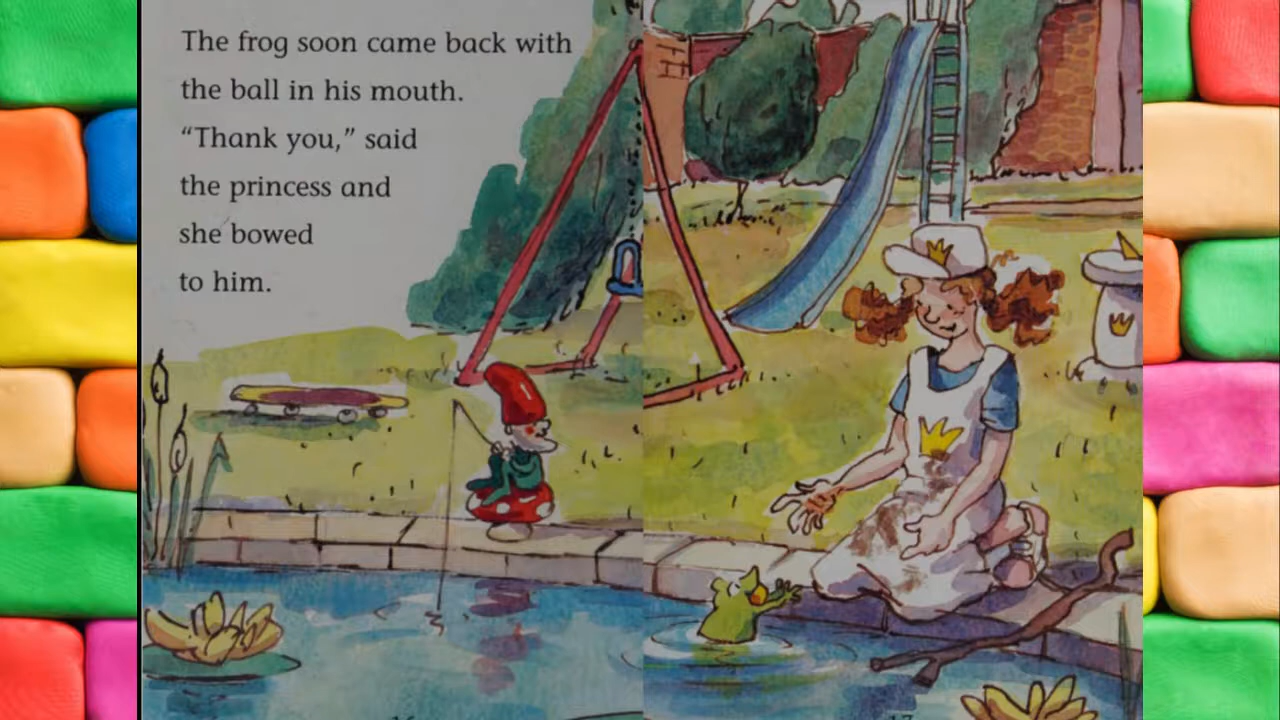 The frog soon came back with
the ball in his mouth.
“Thank you,” said
the princess and
she bowed
to him.